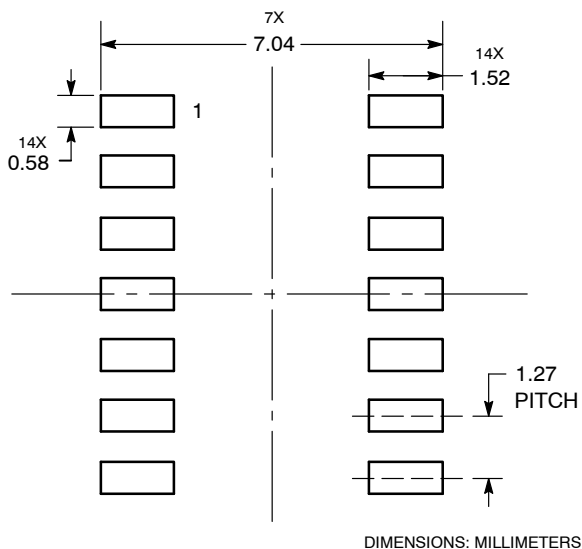 7X
7.04
14X
1.52
1
14X
0.58
1.27
PITCH
DIMENSIONS: MILLIMETERS